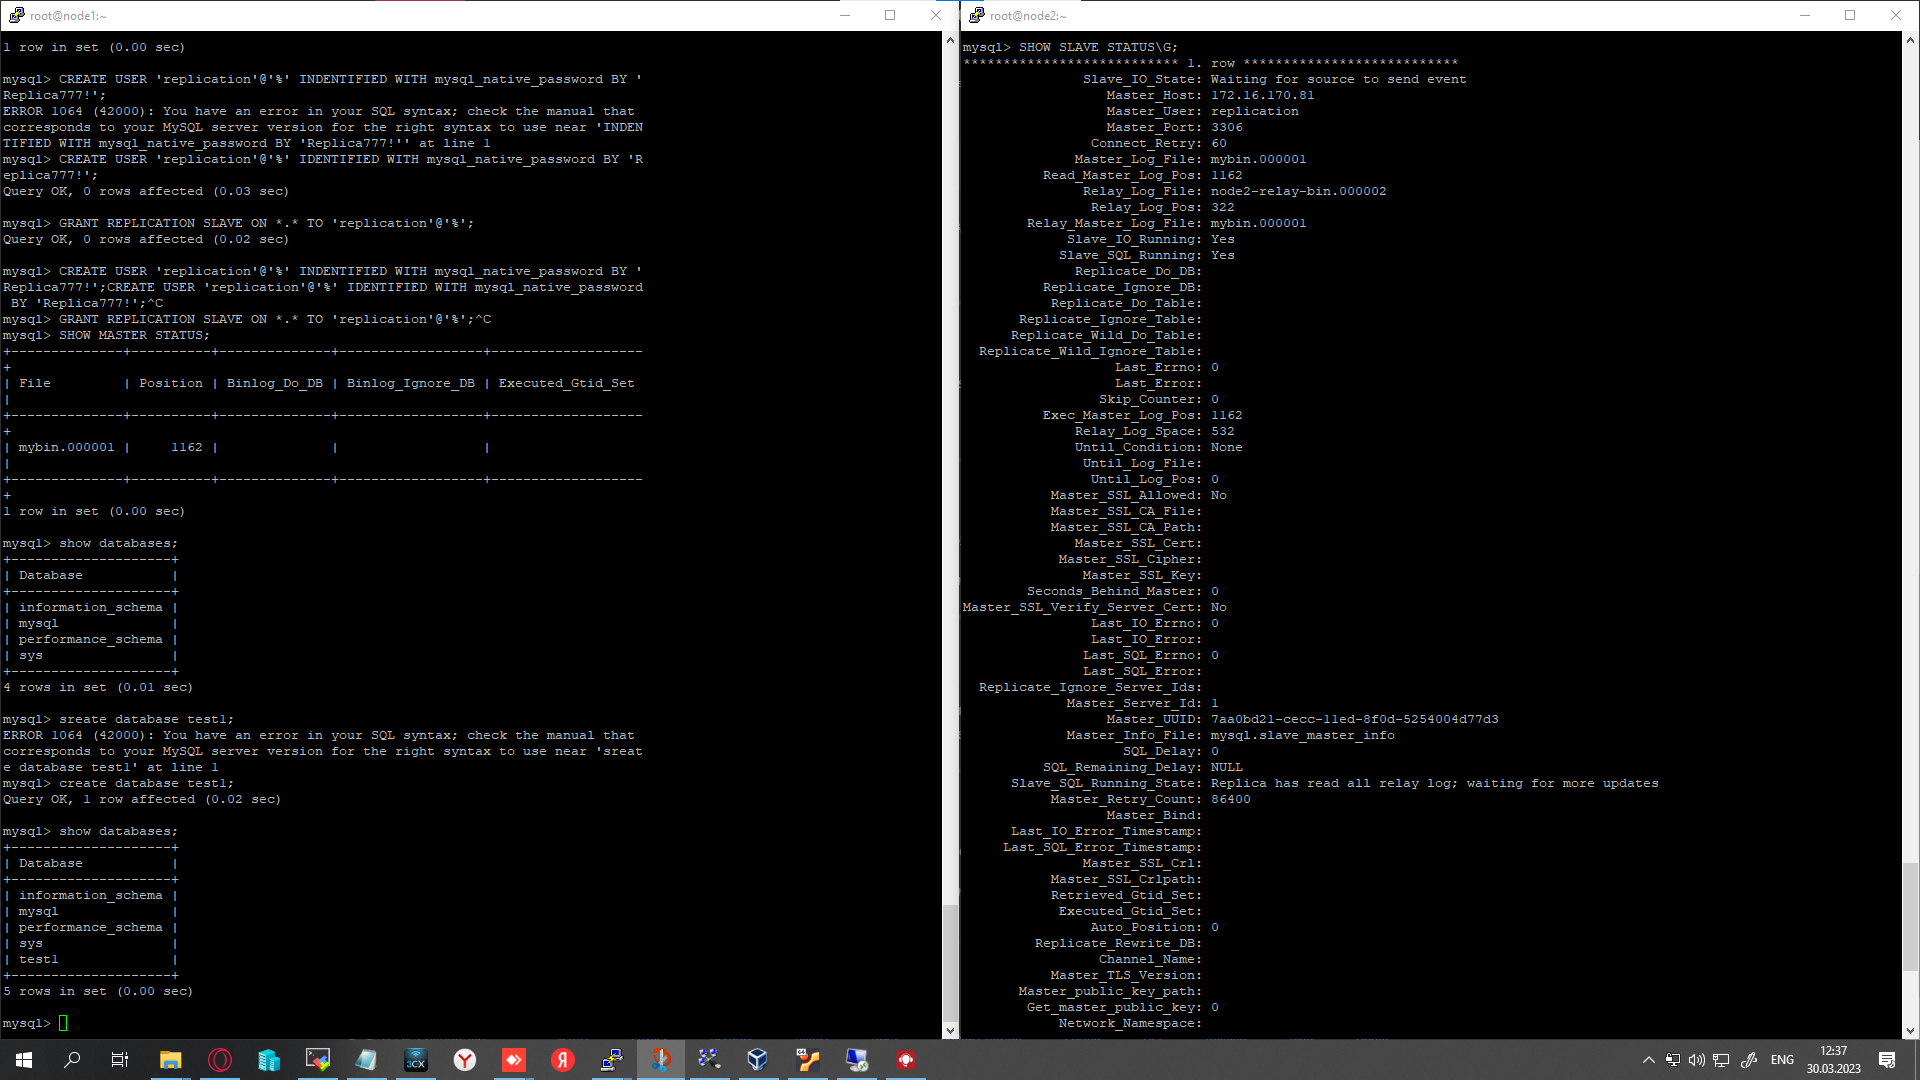 root@node1:~
1 row in set (0.00 sec)
mysql> CREATE USER 'replication'@'%' INDENTIFIED WITH mysql_native_password BY '
Replica777!';
ERROR 1064 (42000): You have an error in your SQL syntax; check the manual that
corresponds to your MySQL server version for the right syntax to use near 'INDEN
TIFIED WITH mysql_native_password BY 'Replica777!'' at line 1
mysql> CREATE USER 'replication'@'%' IDENTIFIED WITH mysql_native_password BY 'R
eplica777!';
Query OK, 0 rows affected (0.03 sec)
mysql> GRANT REPLICATION SLAVE ON *.* TO 'replication'@'%';
Query OK, 0 rows affected (0.02 sec)
mysql> CREATE USER 'replication'@'%' INDENTIFIED WITH mysql_native_password BY '
Replica777!';CREATE USER 'replication'@'%' IDENTIFIED WITH mysql_native_password
 BY 'Replica777!';^C
mysql> GRANT REPLICATION SLAVE ON *.* TO 'replication'@'%';^C
mysql> SHOW MASTER STATUS;
+--------------+----------+--------------+------------------+-------------------
+
| File         | Position | Binlog_Do_DB | Binlog_Ignore_DB | Executed_Gtid_Set
|
+--------------+----------+--------------+------------------+-------------------
+
| mybin.000001 |     1162 |              |                  |
|
+--------------+----------+--------------+------------------+-------------------
+
1 row in set (0.00 sec)
mysql> show databases;
+--------------------+
| Database           |
+--------------------+
| information_schema |
| mysql              |
| performance_schema |
| sys                |
+--------------------+
4 rows in set (0.01 sec)
mysql> sreate database test1;
ERROR 1064 (42000): You have an error in your SQL syntax; check the manual that
corresponds to your MySQL server version for the right syntax to use near 'sreat
e database test1' at line 1
mysql> create database test1;
Query OK, 1 row affected (0.02 sec)
mysql> show databases;
+--------------------+
| Database           |
+--------------------+
| information_schema |
| mysql              |
| performance_schema |
| sys                |
| test1              |
+--------------------+
5 rows in set (0.00 sec)
mysql>
root@node2:~
mysql> SHOW SLAVE STATUS\G;
*************************** 1. row ***************************
Slave_IO_State: Waiting for source to send event
Master_Host: 172.16.170.81
Master_User: replication
Master_Port: 3306
Connect_Retry: 60
Master_Log_File: mybin.000001
Read_Master_Log_Pos: 1162
Relay_Log_File: node2-relay-bin.000002
Relay_Log_Pos: 322
Relay_Master_Log_File: mybin.000001
Slave_IO_Running: Yes
Slave_SQL_Running: Yes
Replicate_Do_DB:
Replicate_Ignore_DB:
Replicate_Do_Table:
Replicate_Ignore_Table:
Replicate_Wild_Do_Table:
Replicate_Wild_Ignore_Table:
Last_Errno: 0
Last_Error:
Skip_Counter: 0
Exec_Master_Log_Pos: 1162
Relay_Log_Space: 532
Until_Condition: None
Until_Log_File:
Until_Log_Pos: 0
Master_SSL_Allowed: No
Master_SSL_CA_File:
Master_SSL_CA_Path:
Master_SSL_Cert:
Master_SSL_Cipher:
Master_SSL_Key:
Seconds_Behind_Master: 0
Master_SSL_Verify_Server_Cert: No
Last_IO_Errno: 0
Last_IO_Error:
Last_SQL_Errno: 0
Last_SQL_Error:
Replicate_Ignore_Server_Ids:
Master_Server_Id: 1
Master_UUID: 7aa0bd21-cecc-11ed-8f0d-5254004d77d3
Master_Info_File: mysql.slave_master_info
SQL_Delay: 0
SQL_Remaining_Delay: NULL
Slave_SQL_Running_State: Replica has read all relay log; waiting for more updates
Master_Retry_Count: 86400
Master_Bind:
Last_IO_Error_Timestamp:
Last_SQL_Error_Timestamp:
Master_SSL_Crl:
Master_SSL_Crlpath:
Retrieved_Gtid_Set:
Executed_Gtid_Set:
Auto_Position: 0
Replicate_Rewrite_DB:
Channel_Name:
Master_TLS_Version:
Master_public_key_path:
Get_master_public_key: 0
Network_Namespace:
3CX
Y
Я
ENG
12:37
30.03.2023